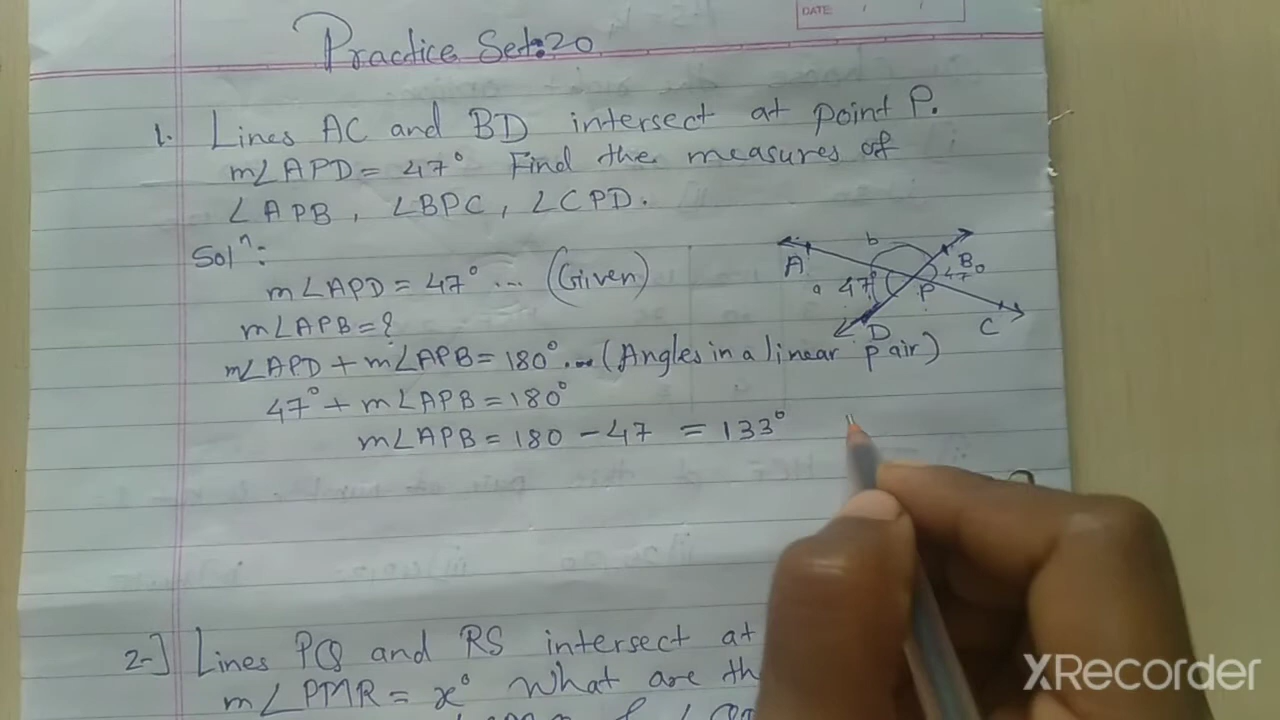 DATE:
Practice Set:20
1. Lines AC and BD intersect at point P.
m∠APD = 47° Find the measures of
∠APB, ∠BPC, ∠CPD.
Solⁿ:
m∠APD = 47° ... (Given)
m∠APB = ?
m∠APD + m∠APB = 180° ... (Angles in a linear pair)
47° + m∠APB = 180°
m∠APB = 180 - 47 = 133°
A
b
B
a 47°
47°
P
D
C
2-] Lines PQ and RS intersect at
m∠PMR = x° What are th
XRecorder